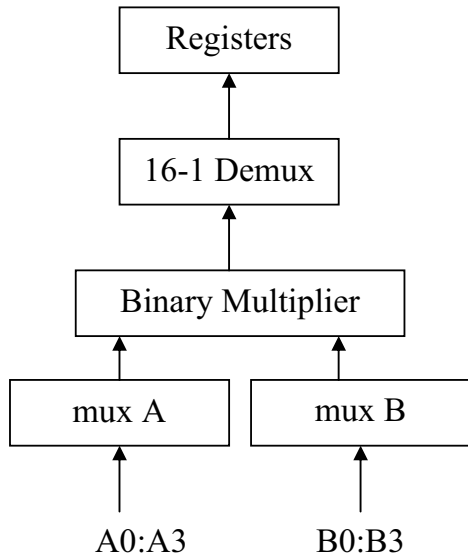 Registers
16-1 Demux
Binary Multiplier
mux A
mux B
A0:A3
B0:B3